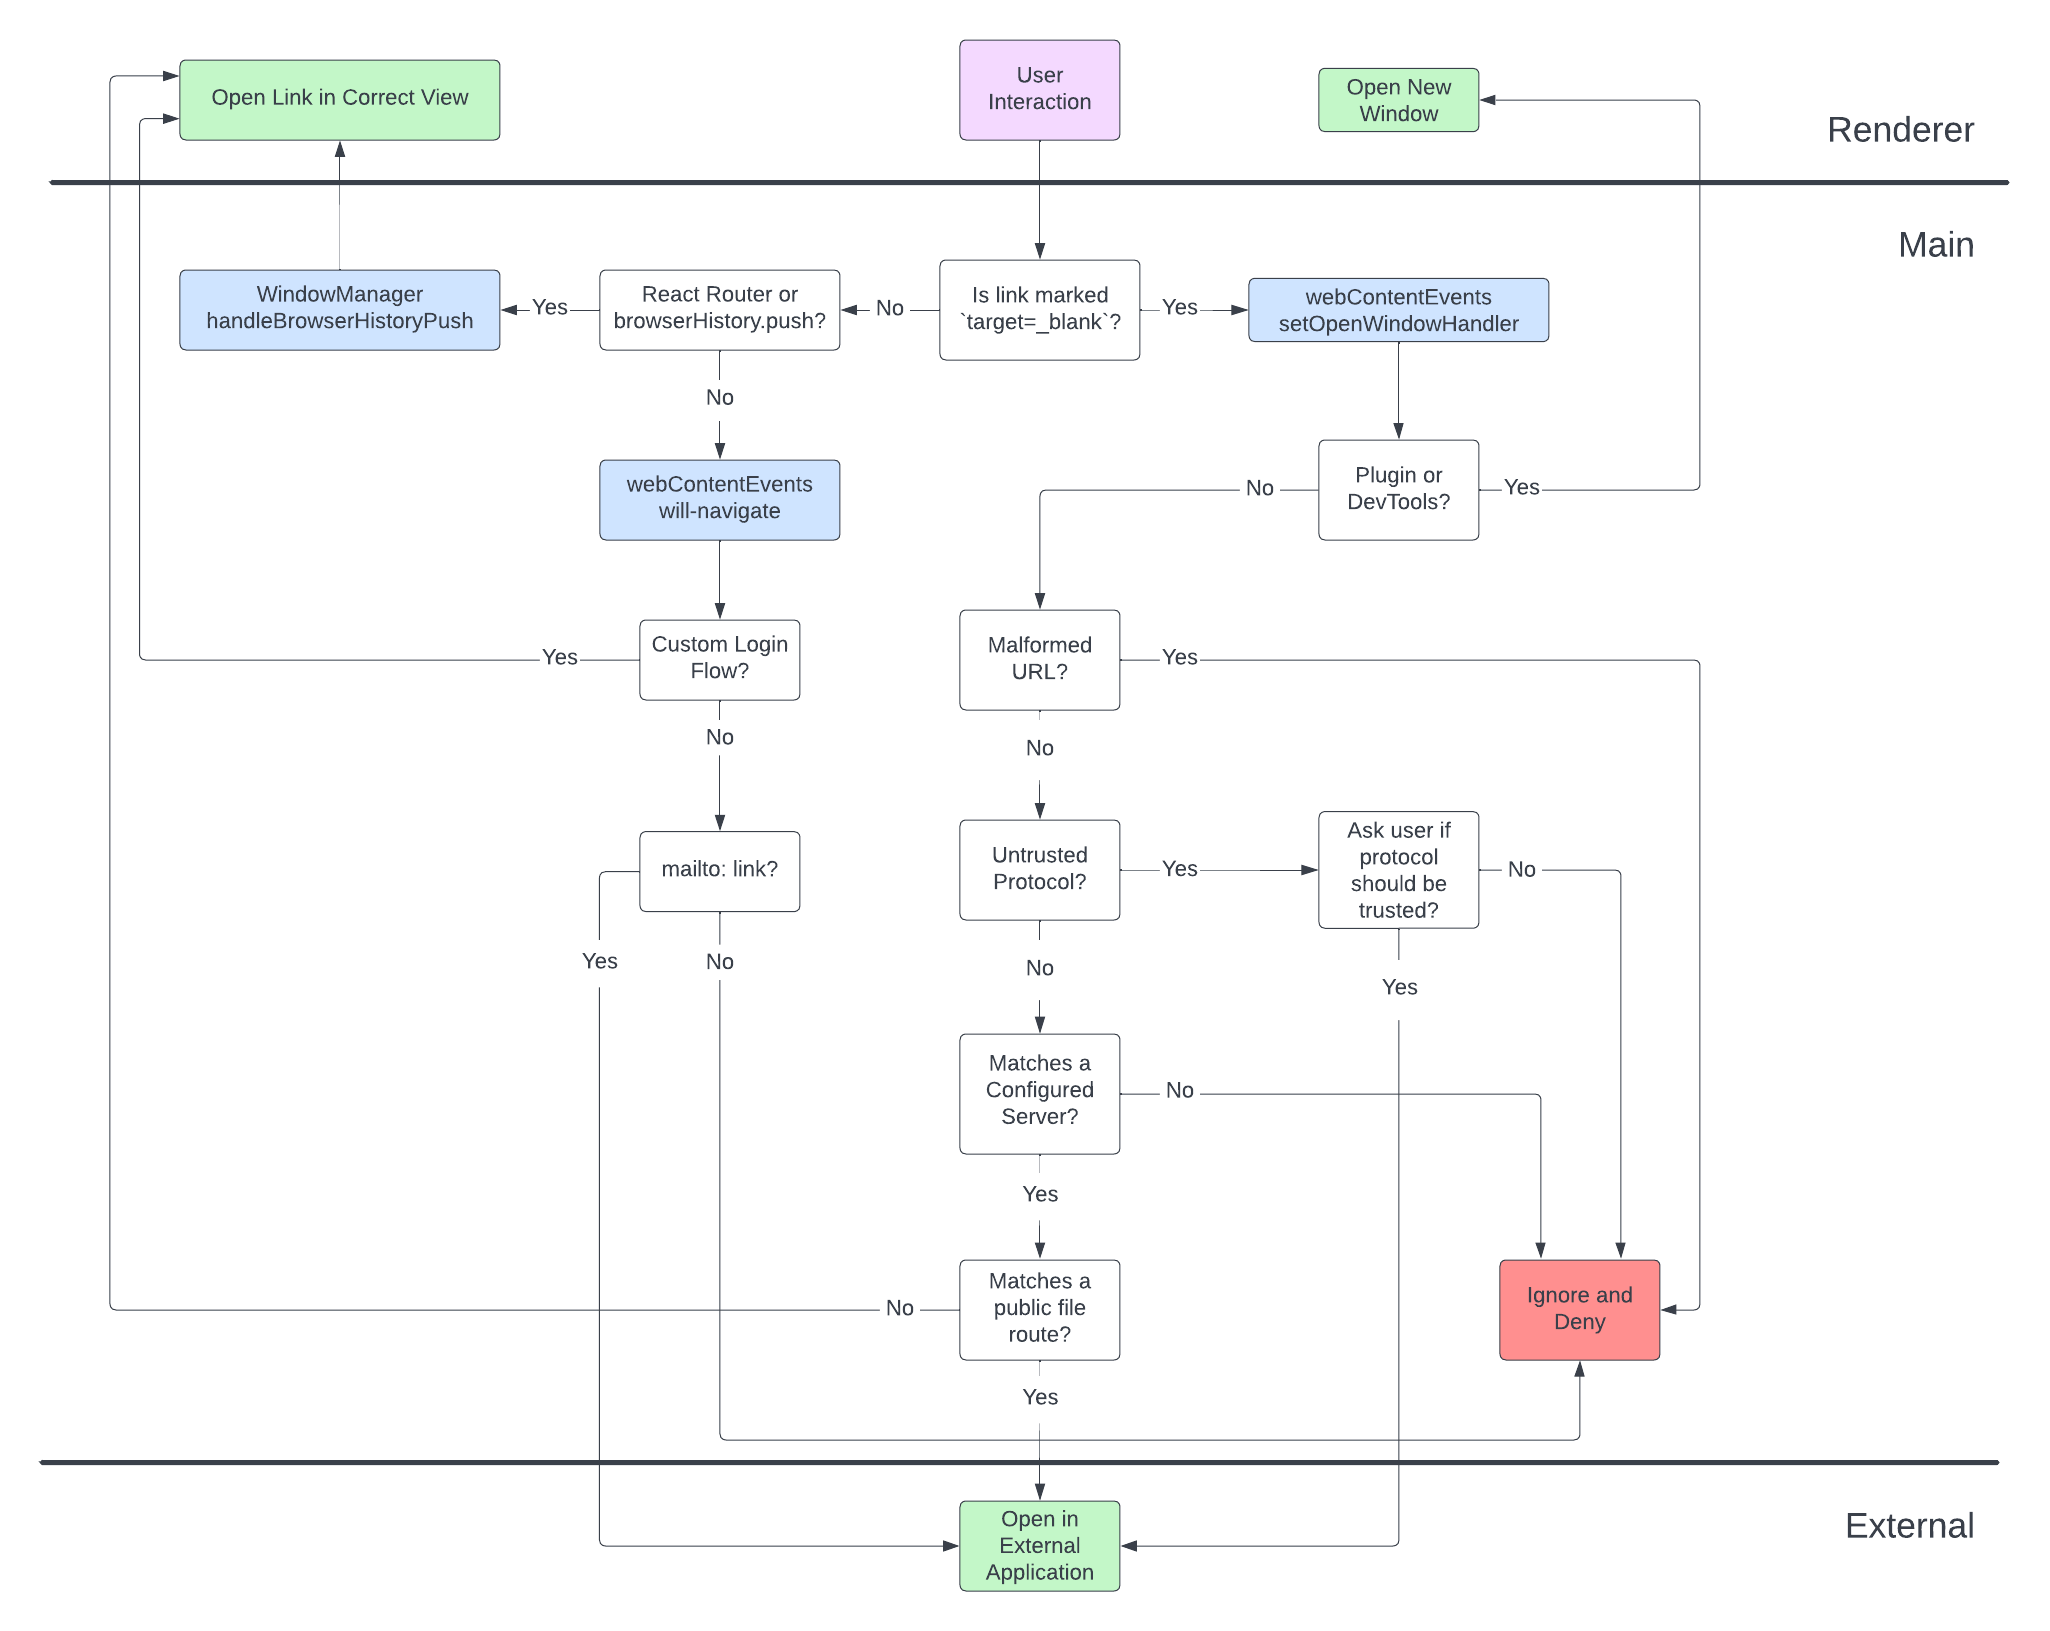 Open Link in Correct View
User
Interaction
Open New
Window
Renderer
Main
WindowManager
handleBrowserHistoryPush
Yes
React Router or
browserHistory.push?
No
Is link marked
`target=_blank`?
Yes
webContentEvents
setOpenWindowHandler
No
webContentEvents
will-navigate
No
Plugin or
DevTools?
Yes
Yes
Custom Login
Flow?
Malformed
URL?
Yes
No
No
mailto: link?
Untrusted
Protocol?
Yes
Ask user if
protocol
should be
trusted?
No
Yes
No
No
Yes
Matches a
Configured
Server?
No
Yes
No
Matches a
public file
route?
Ignore and
Deny
Yes
Open in
External
Application
External